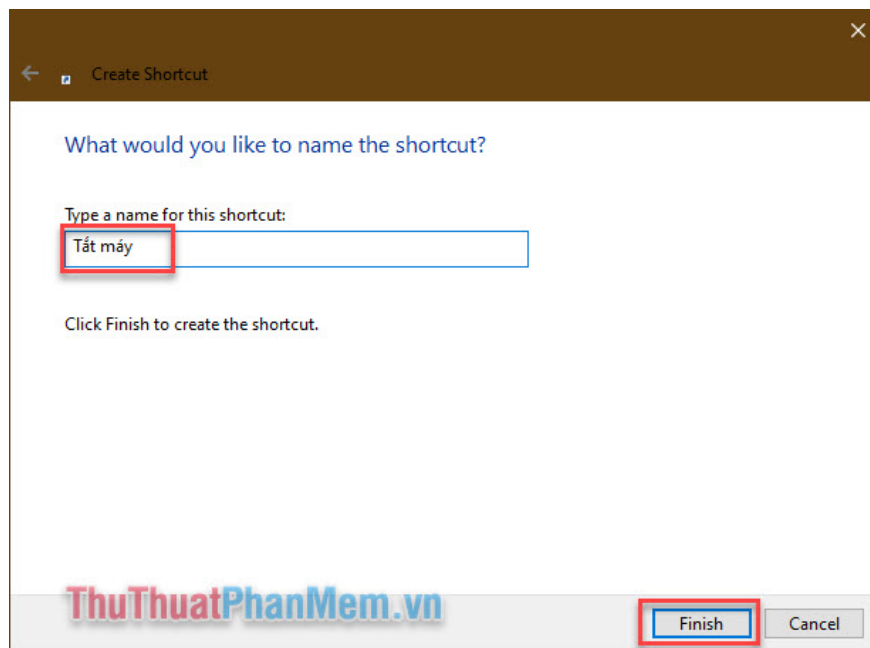 Create Shortcut
What would you like to name the shortcut?
Type a name for this shortcut:
Tắt máy
Click Finish to create the shortcut.
ThuThuatPhanMem.vn
Finish
Cancel